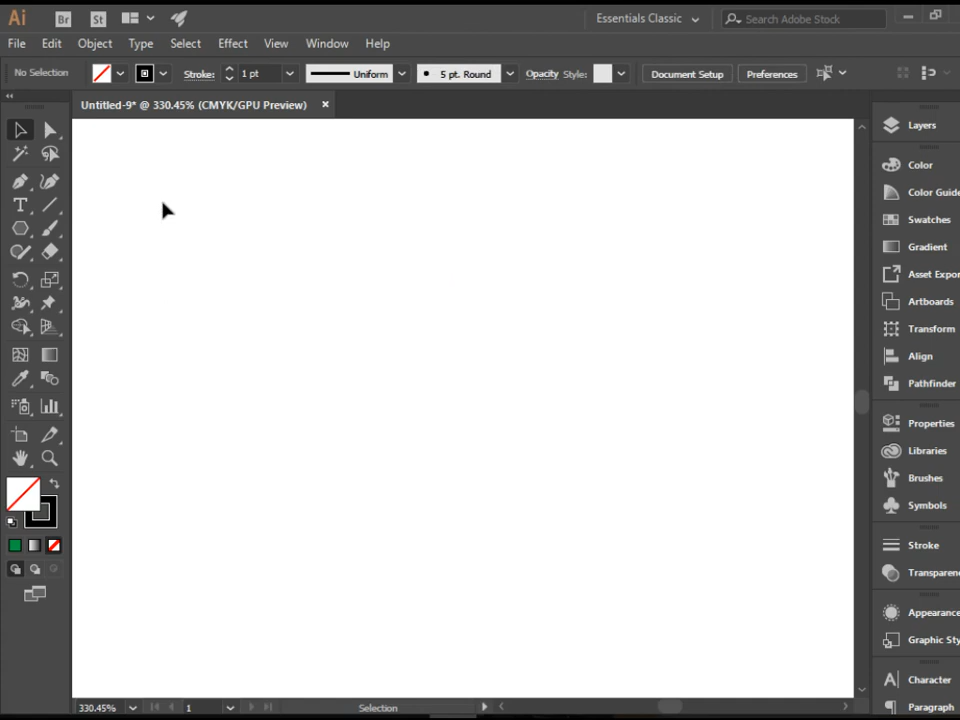 Ai Br St Essentials Classic Search Adobe Stock
File Edit Object Type Select Effect View Window Help
No Selection Stroke: 1 pt Uniform 5 pt. Round Opacity Style: Document Setup Preferences
Untitled-9* @ 330.45% (CMYK/GPU Preview)
Layers
Color
Color Guide
Swatches
Gradient
Asset Expor
Artboards
Transform
Align
Pathfinder
Properties
Libraries
Brushes
Symbols
Stroke
Transparen
Appearance
Graphic Sty
Character
Paragraph
330.45% 1 Selection